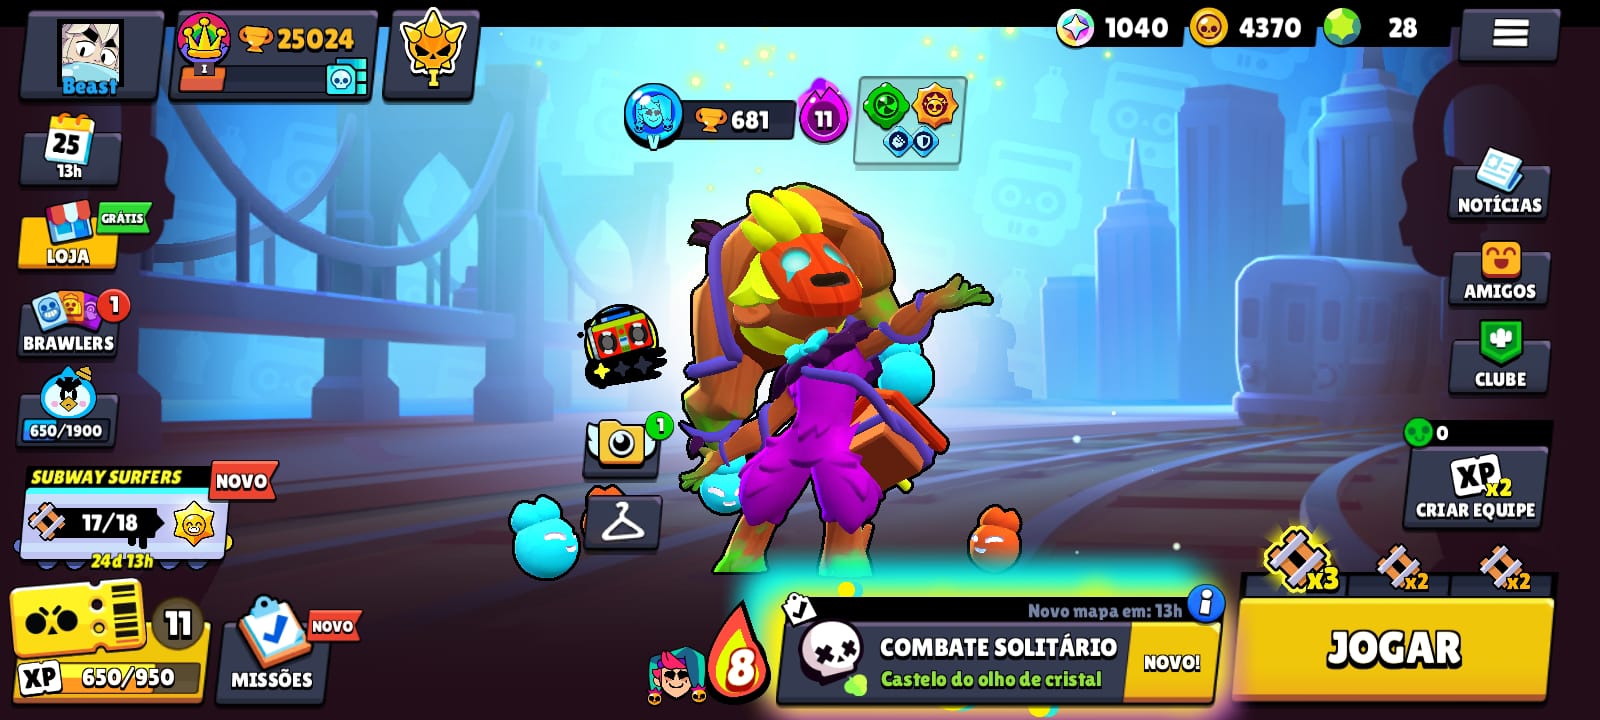 Beast
I
25024
1040
4370
28
V
681
11
25
13h
GRÁTIS
LOJA
1
BRAWLERS
650/1900
NOTÍCIAS
AMIGOS
CLUBE
1
SUBWAY SURFERS
NOVO
17/18
24d 13h
0
XP x2
CRIAR EQUIPE
11
XP 650/950
NOVO
MISSÕES
8
Novo mapa em: 13h
i
COMBATE SOLITÁRIO
Castelo do olho de cristal
NOVO!
x3
x2
x2
JOGAR